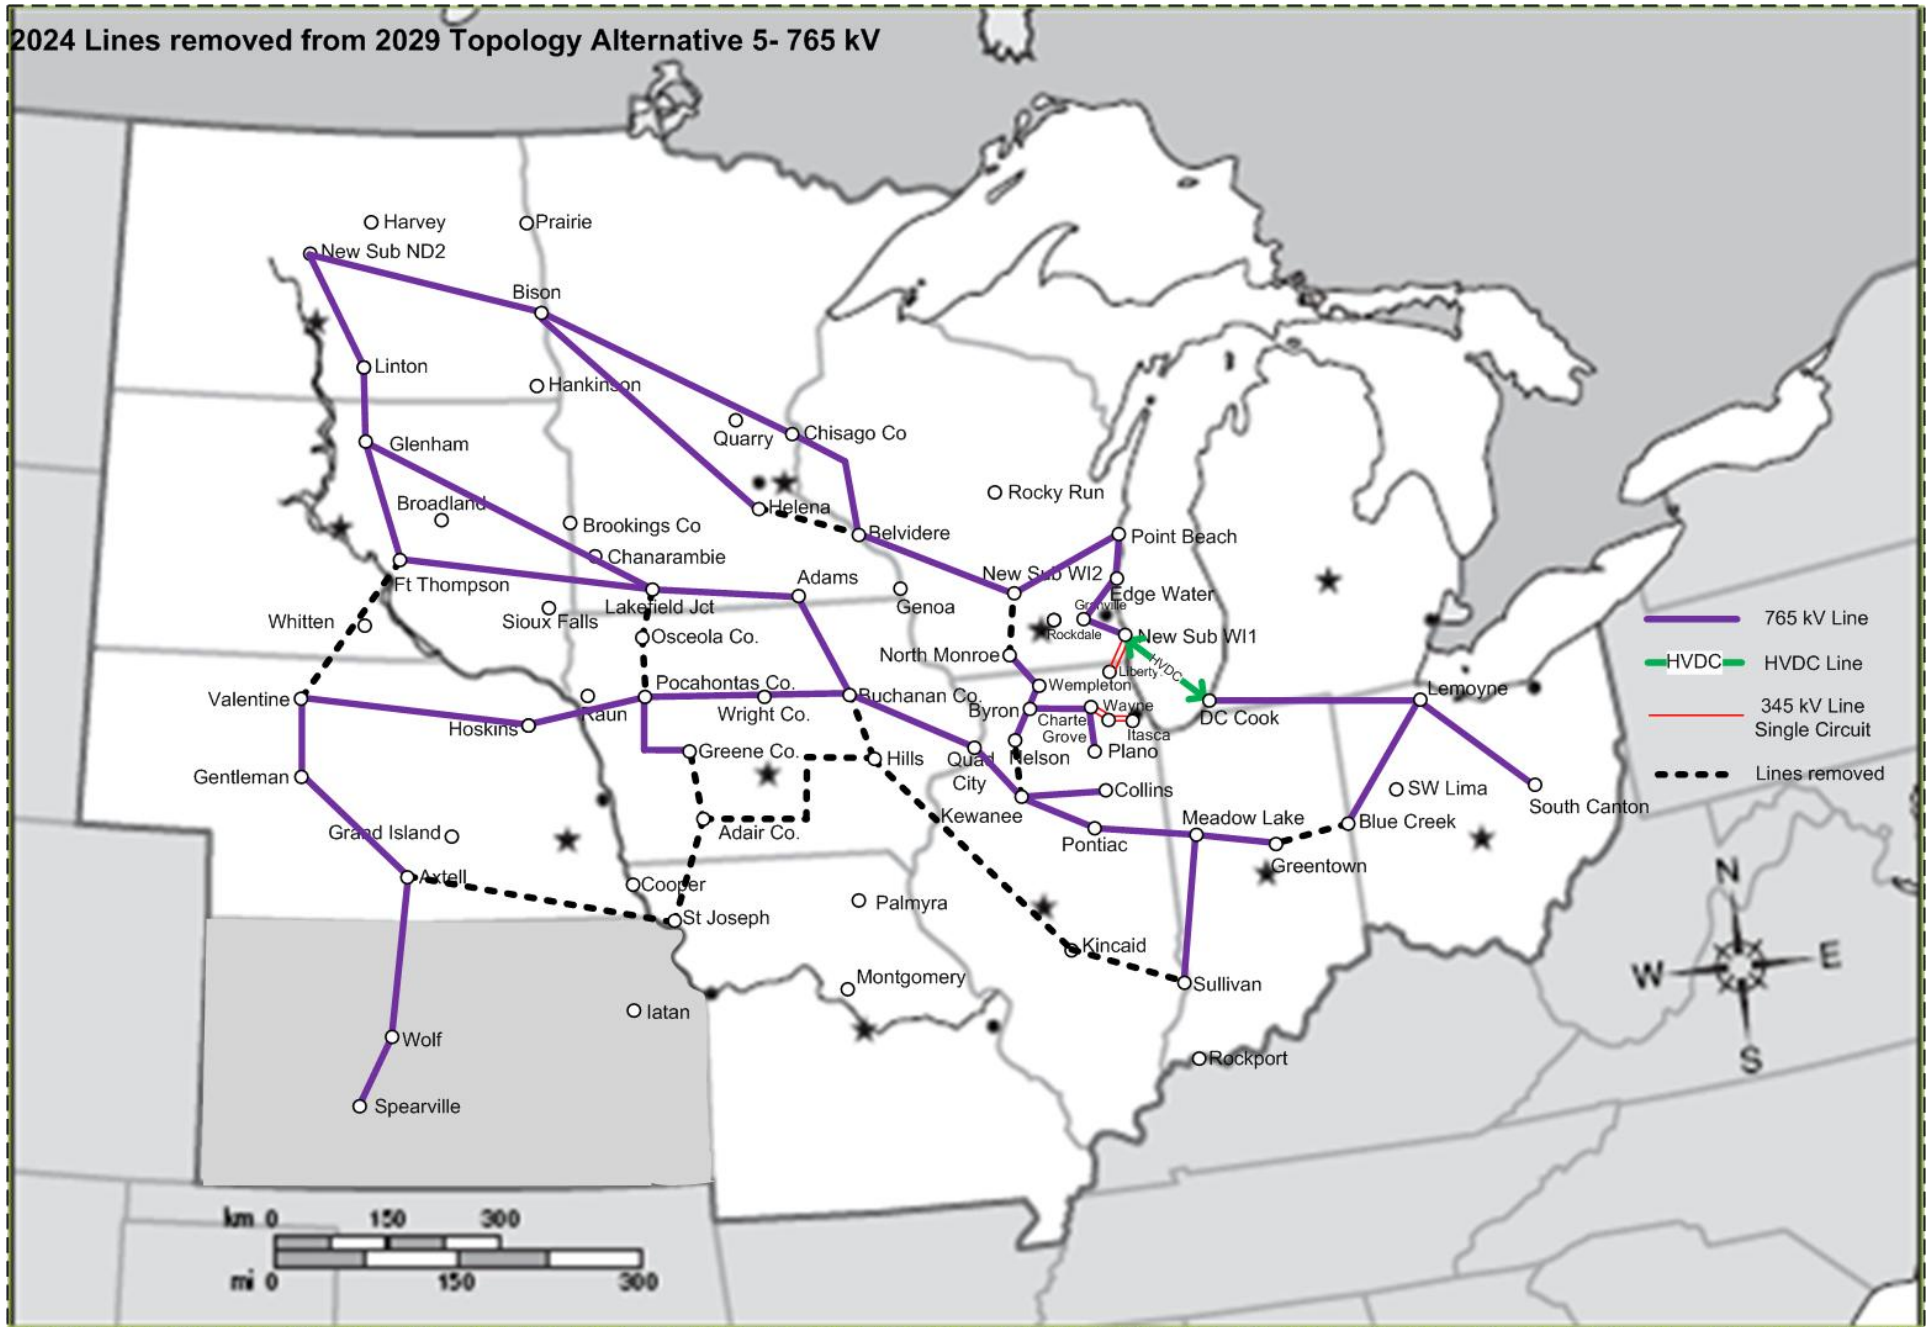 2024 Lines removed from 2029 Topology Alternative 5- 765 kV
Harvey
Prairie
New Sub ND2
Bison
Linton
Hankinson
Glenham
Quarry
Chisago Co
Broadland
Brookings Co
Helena
Rocky Run
Belvidere
Point Beach
Chanarambie
Ft Thompson
Adams
New Sub WI2
Edge Water
Lakefield Jct
Genoa
Granville
Whitten
Sioux Falls
Osceola Co.
Rockdale
New Sub WI1
North Monroe
Liberty
HVDC
Valentine
Pocahontas Co.
Buchanan Co.
Wempleton
Lemoyne
Raun
Wright Co.
Byron
Wayne
DC Cook
Hoskins
Charte
Grove
Itasca
Greene Co.
Hills
Quad
City
Nelson
Plano
Gentleman
Collins
SW Lima
South Canton
Grand Island
Adair Co.
Kewanee
Meadow Lake
Blue Creek
Pontiac
Greentown
Axtell
Cooper
Palmyra
St Joseph
Kincaid
Montgomery
Sullivan
Iatan
Wolf
Rockport
Spearville
765 kV Line
HVDC
HVDC Line
345 kV Line
Single Circuit
Lines removed
N
W
E
S
km 0 150 300
mi 0 150 300